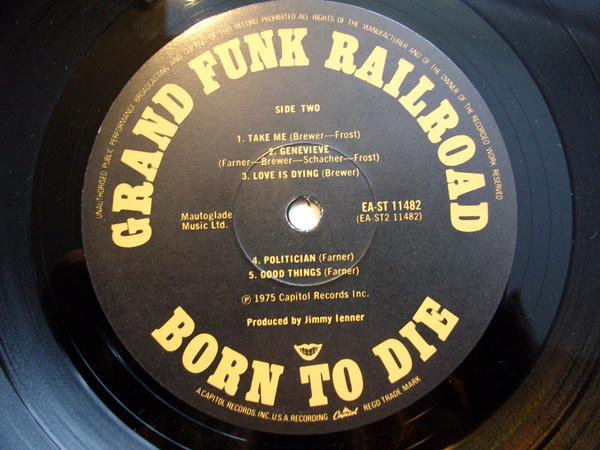 UNAUTHORISED PUBLIC PERFORMANCE BROADCASTING AND COPYING OF THIS RECORD PROHIBITED ALL RIGHTS OF THE MANUFACTURER AND OF THE OWNER OF THE RECORDED WORK RESERVED
GRAND FUNK RAILROAD
SIDE TWO
1. TAKE ME (Brewer—Frost)
2. GENEVIEVE
(Farner—Brewer—Schacher—Frost)
3. LOVE IS DYING (Brewer)
Mautoglade
Music Ltd.
EA-ST 11482
(EA-ST2 11482)
4. POLITICIAN (Farner)
5. GOOD THINGS (Farner)
℗ 1975 Capitol Records Inc.
Produced by Jimmy Ienner
BORN TO DIE
A CAPITOL RECORDS, INC. U.S.A. RECORDING Capitol REGD TRADE MARK